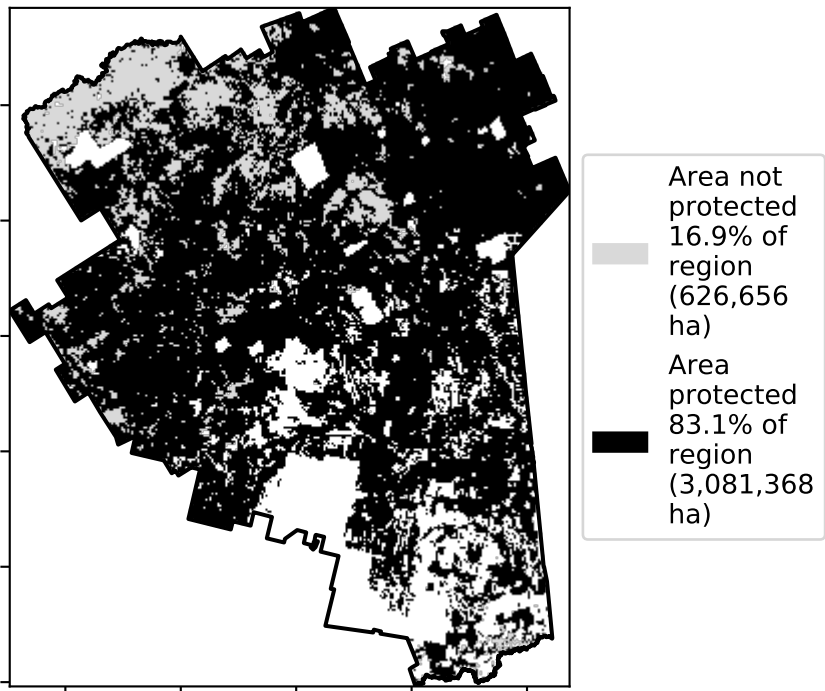 Area not
protected
16.9% of
region
(626,656
ha)
Area
protected
83.1% of
region
(3,081,368
ha)